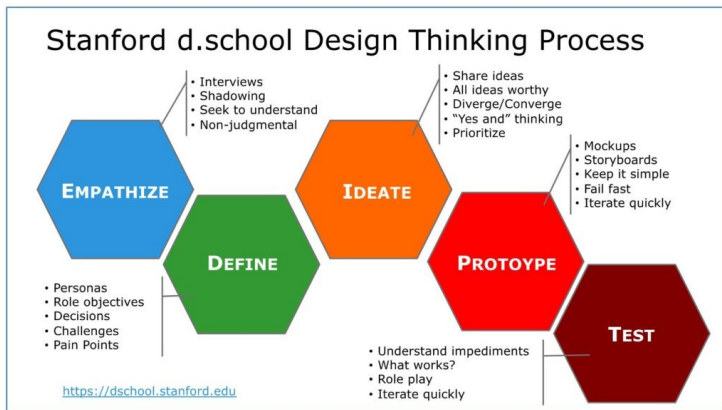 Stanford d.school Design Thinking Process
• Interviews
• Shadowing
• Seek to understand
• Non-judgmental
EMPATHIZE
• Personas
• Role objectives
• Decisions
• Challenges
• Pain Points
DEFINE
• Share ideas
• All ideas worthy
• Diverge/Converge
• “Yes and” thinking
• Prioritize
IDEATE
• Mockups
• Storyboards
• Keep it simple
• Fail fast
• Iterate quickly
PROTOYPE
• Understand impediments
• What works?
• Role play
• Iterate quickly
TEST
https://dschool.stanford.edu